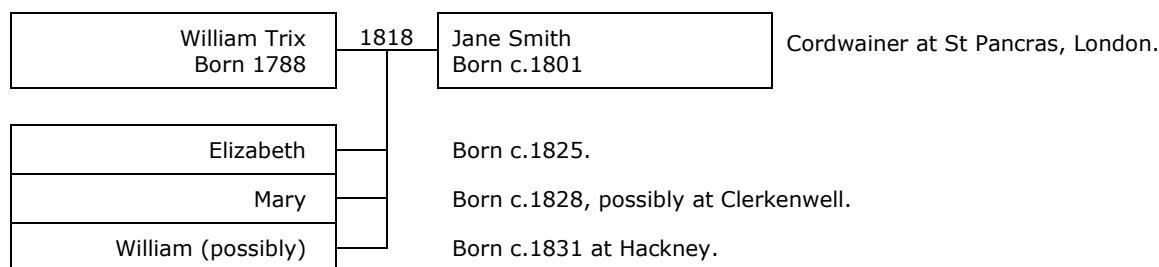 William Trix
Born 1788
1818
Jane Smith
Born c.1801
Cordwainer at St Pancras, London.
Elizabeth
Born c.1825.
Mary
Born c.1828, possibly at Clerkenwell.
William (possibly)
Born c.1831 at Hackney.